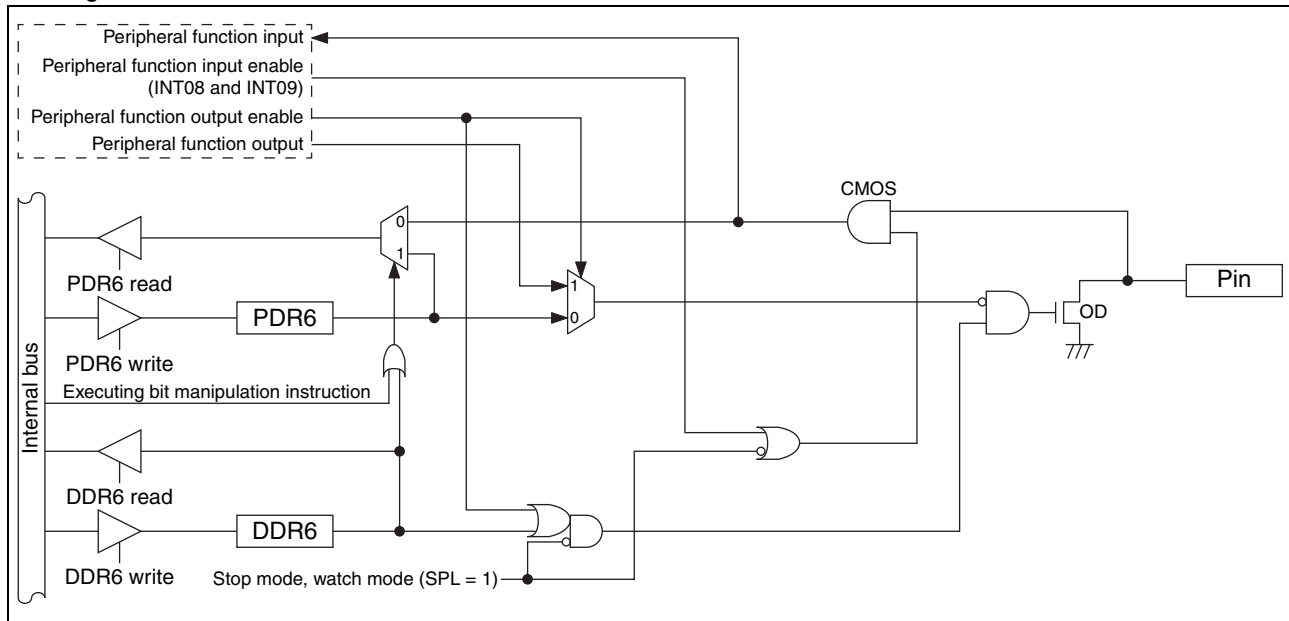 Peripheral function input
Peripheral function input enable
(INT08 and INT09)
Peripheral function output enable
Peripheral function output
CMOS
0
1
PDR6 read
1
0
Pin
OD
PDR6
PDR6 write
Executing bit manipulation instruction
Internal bus
DDR6 read
DDR6
DDR6 write
Stop mode, watch mode (SPL = 1)